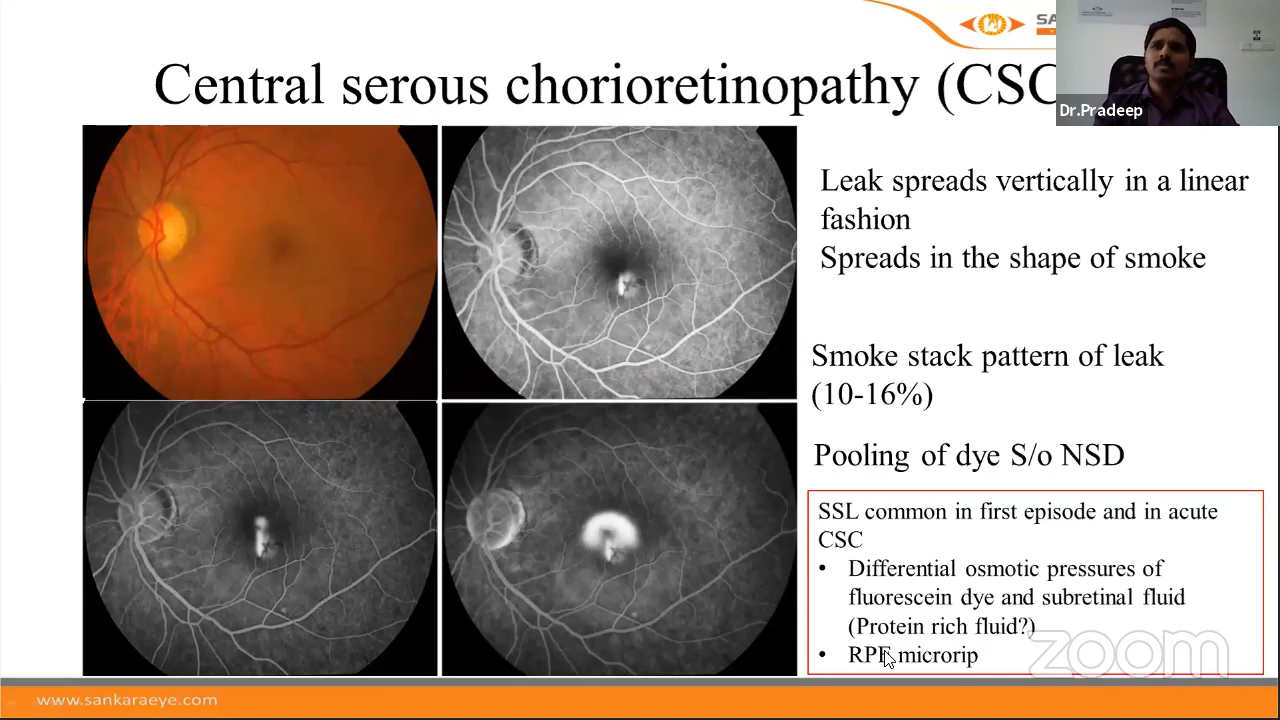 SA
Central serous chorioretinopathy (CSC
Dr.Pradeep
Leak spreads vertically in a linear
fashion
Spreads in the shape of smoke
Smoke stack pattern of leak
(10-16%)
Pooling of dye S/o NSD
SSL common in first episode and in acute
CSC
• Differential osmotic pressures of
fluorescein dye and subretinal fluid
(Protein rich fluid?)
• RPE microrip
zoom
www.sankaraeye.com